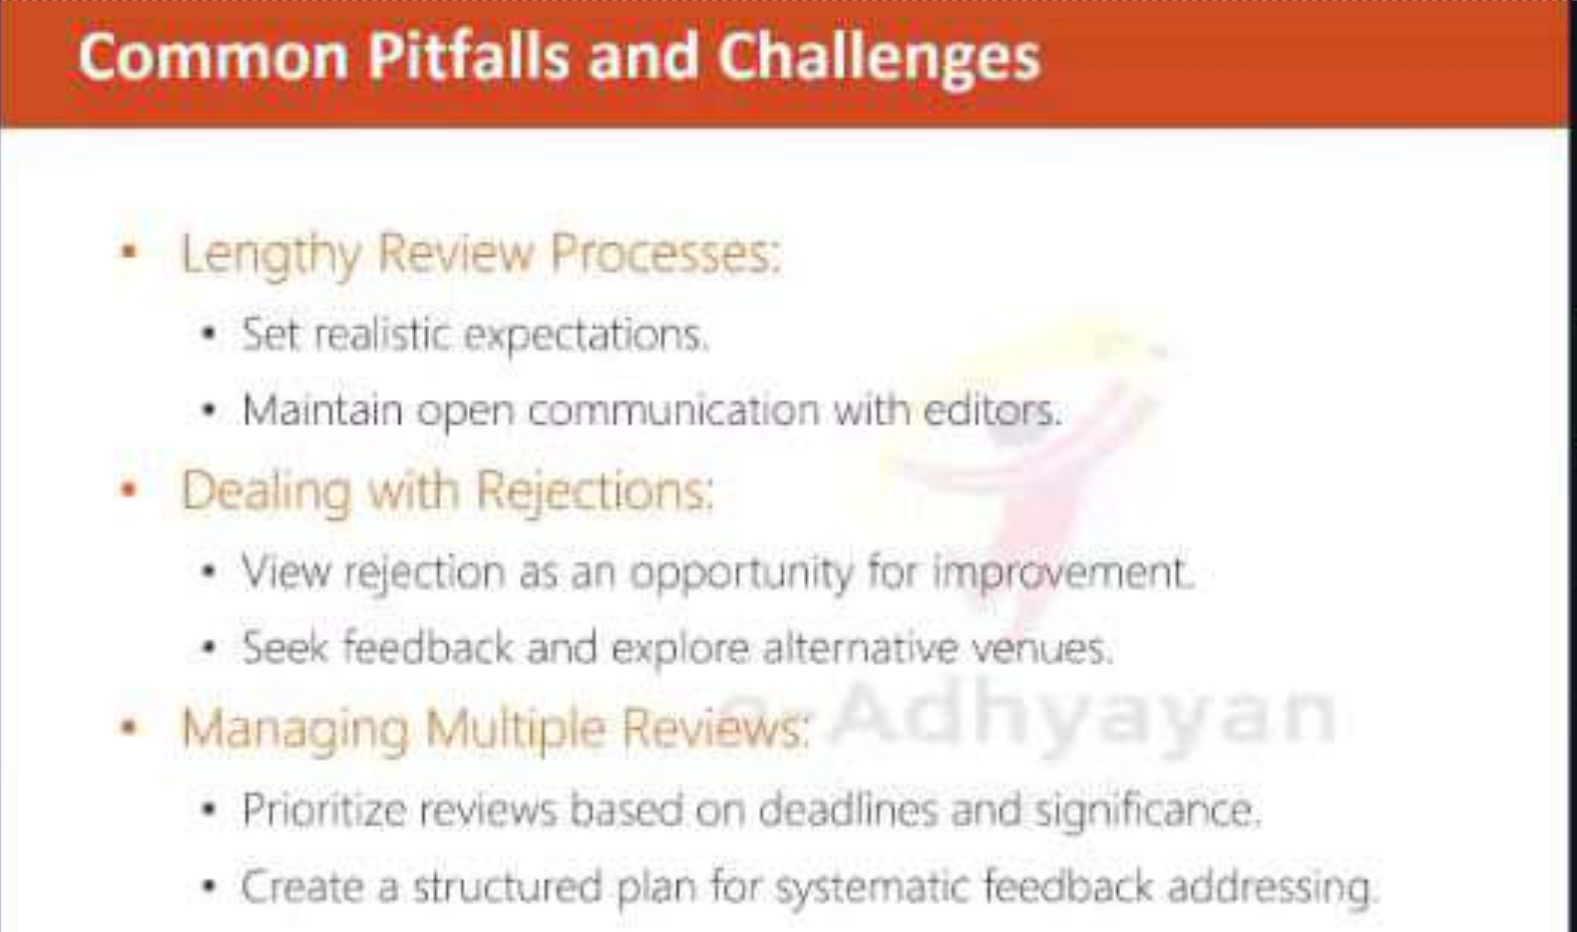 Common Pitfalls and Challenges
• Lengthy Review Processes:
• Set realistic expectations.
• Maintain open communication with editors.
• Dealing with Rejections:
• View rejection as an opportunity for improvement.
• Seek feedback and explore alternative venues.
e-Adhyayan
• Managing Multiple Reviews:
• Prioritize reviews based on deadlines and significance.
• Create a structured plan for systematic feedback addressing.